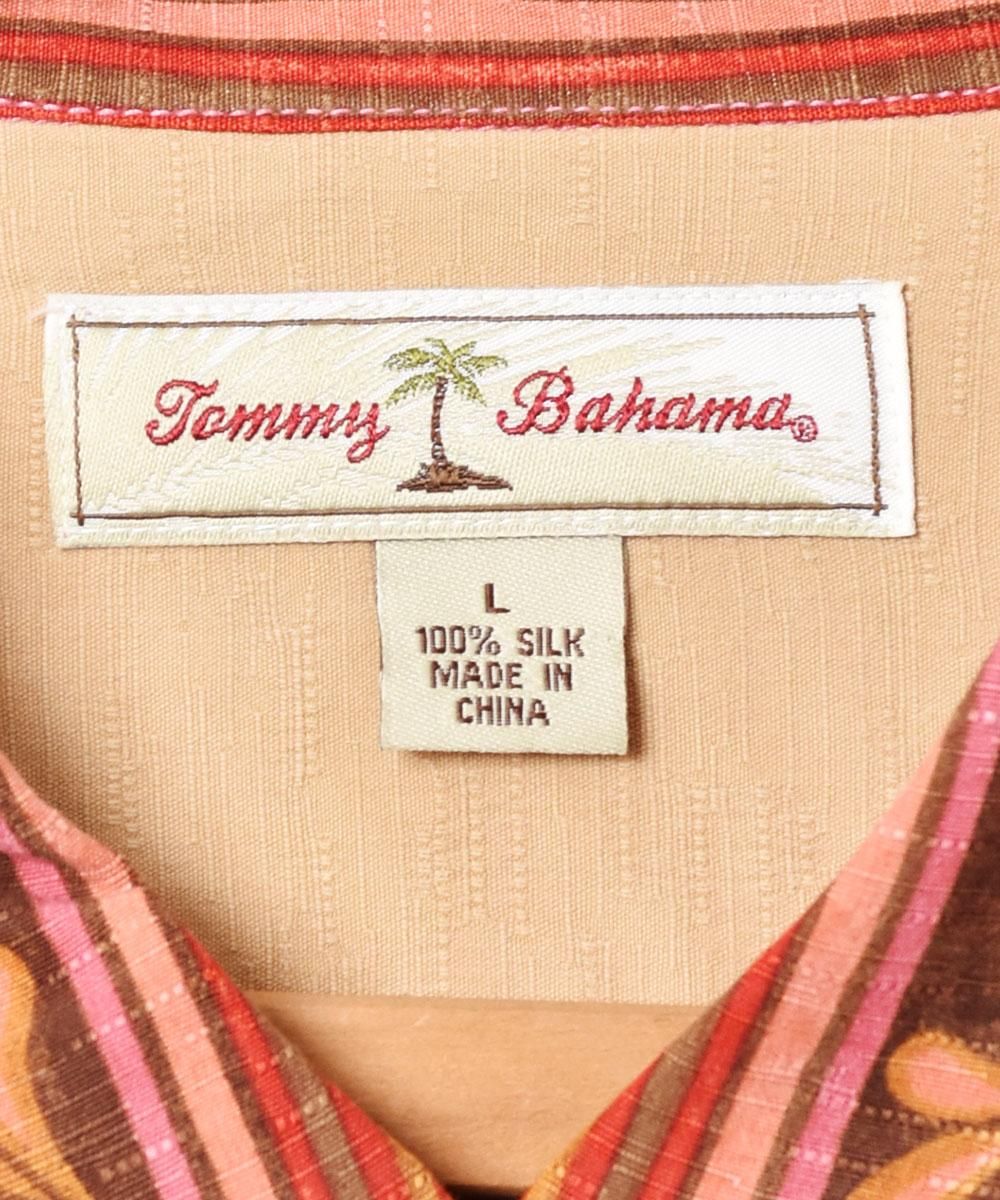 Tommy Bahama®
L
100% SILK
MADE IN
CHINA